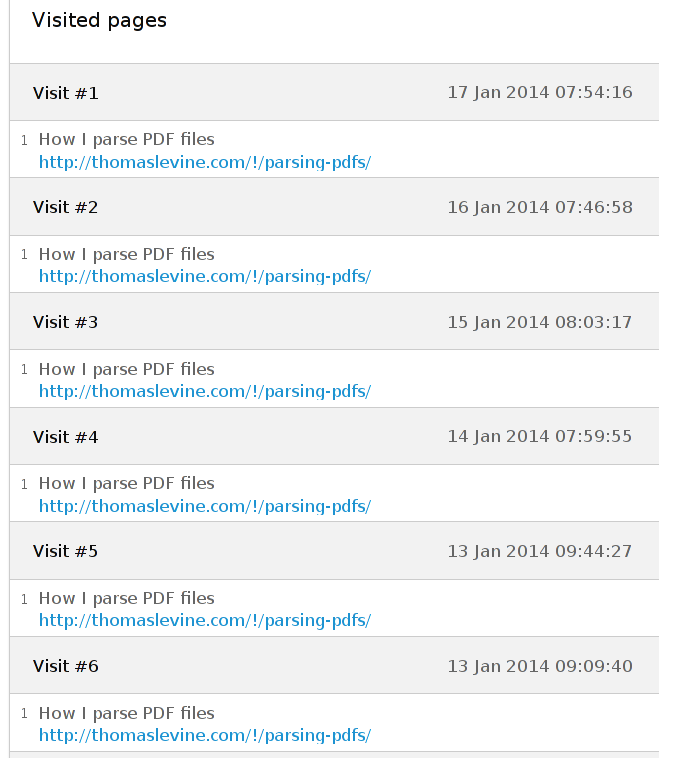 Visited pages
Visit #1 17 Jan 2014 07:54:16
1 How I parse PDF files
http://thomaslevine.com/!/parsing-pdfs/
Visit #2 16 Jan 2014 07:46:58
1 How I parse PDF files
http://thomaslevine.com/!/parsing-pdfs/
Visit #3 15 Jan 2014 08:03:17
1 How I parse PDF files
http://thomaslevine.com/!/parsing-pdfs/
Visit #4 14 Jan 2014 07:59:55
1 How I parse PDF files
http://thomaslevine.com/!/parsing-pdfs/
Visit #5 13 Jan 2014 09:44:27
1 How I parse PDF files
http://thomaslevine.com/!/parsing-pdfs/
Visit #6 13 Jan 2014 09:09:40
1 How I parse PDF files
http://thomaslevine.com/!/parsing-pdfs/